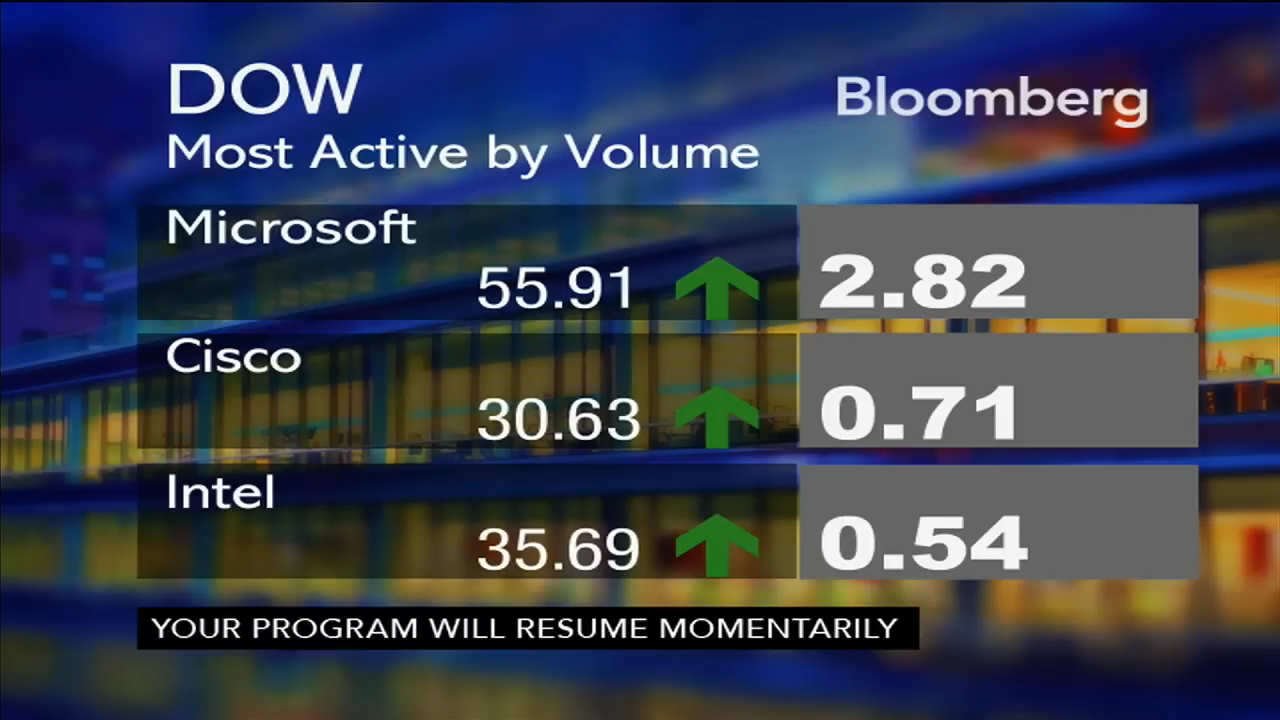 DOW
Bloomberg
Most Active by Volume
Microsoft
55.91 2.82
Cisco
30.63 0.71
Intel
35.69 0.54
YOUR PROGRAM WILL RESUME MOMENTARILY